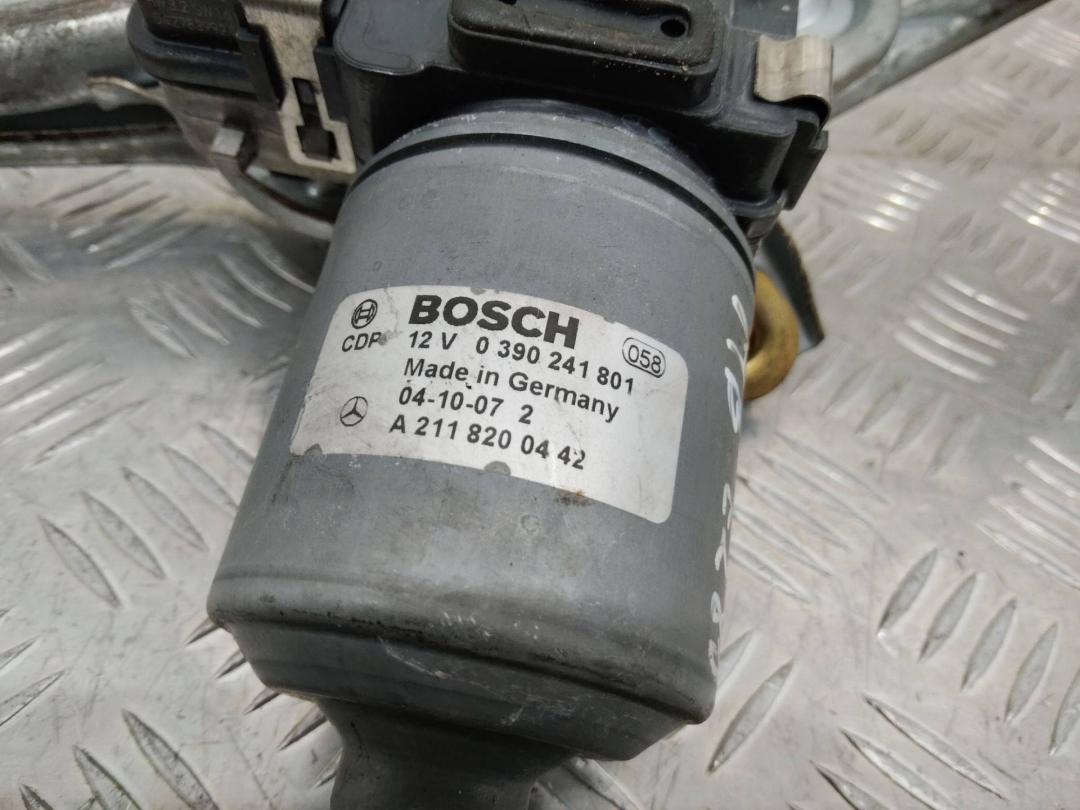 BOSCH
CDP 12 V 0 390 241 801 058
Made in Germany
04-10-07 2
A 211 820 04 42